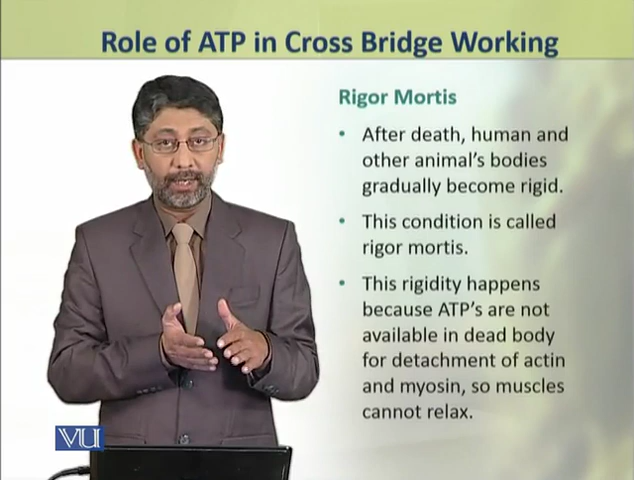 Role of ATP in Cross Bridge Working
Rigor Mortis
• After death, human and
other animal's bodies
gradually become rigid.
• This condition is called
rigor mortis.
• This rigidity happens
because ATP's are not
available in dead body
for detachment of actin
and myosin, so muscles
cannot relax.
VU